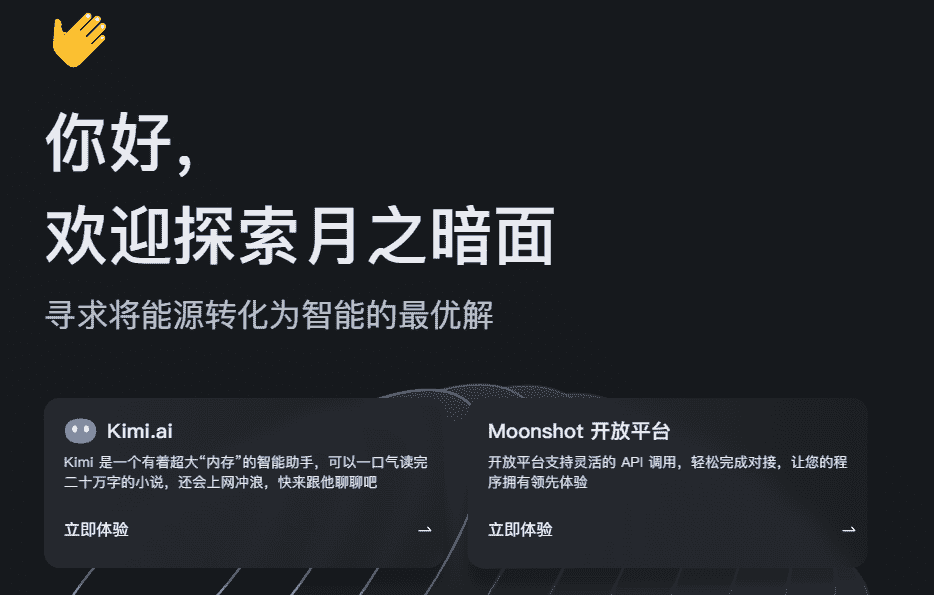 你好,
欢迎探索月之暗面
寻求将能源转化为智能的最优解
Kimi.ai
Kimi 是一个有着超大“内存”的智能助手，可以一口气读完
二十万字的小说，还会上网冲浪，快来跟他聊聊吧
立即体验
Moonshot 开放平台
开放平台支持灵活的 API 调用，轻松完成对接，让您的程
序拥有领先体验
立即体验